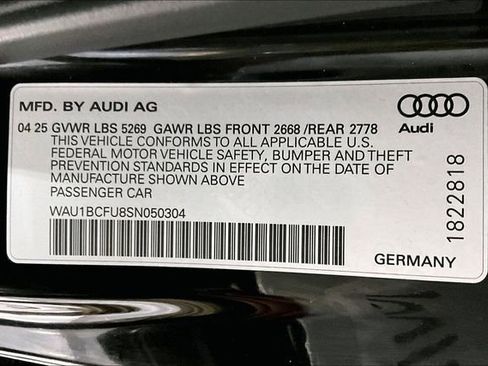 MFD. BY AUDI AG
Audi
04 25 GVWR LBS 5269 GAWR LBS FRONT 2668 /REAR 2778
THIS VEHICLE CONFORMS TO ALL APPLICABLE U.S.
FEDERAL MOTOR VEHICLE SAFETY, BUMPER AND THEFT
PREVENTION STANDARDS IN EFFECT ON THE DATE OF
MANUFACTURE SHOWN ABOVE
PASSENGER CAR
WAU1BCFU8SN050304
1822818
GERMANY